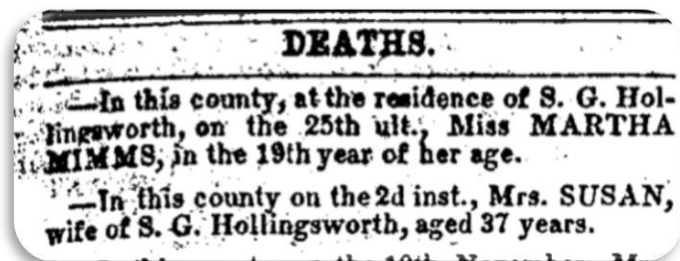 DEATHS.
—In this county, at the residence of S. G. Hol-
lingsworth, on the 25th ult., Miss MARTHA
MIMMS, in the 19th year of her age.
—In this county on the 2d inst., Mrs. SUSAN,
wife of S. G. Hollingsworth, aged 37 years.